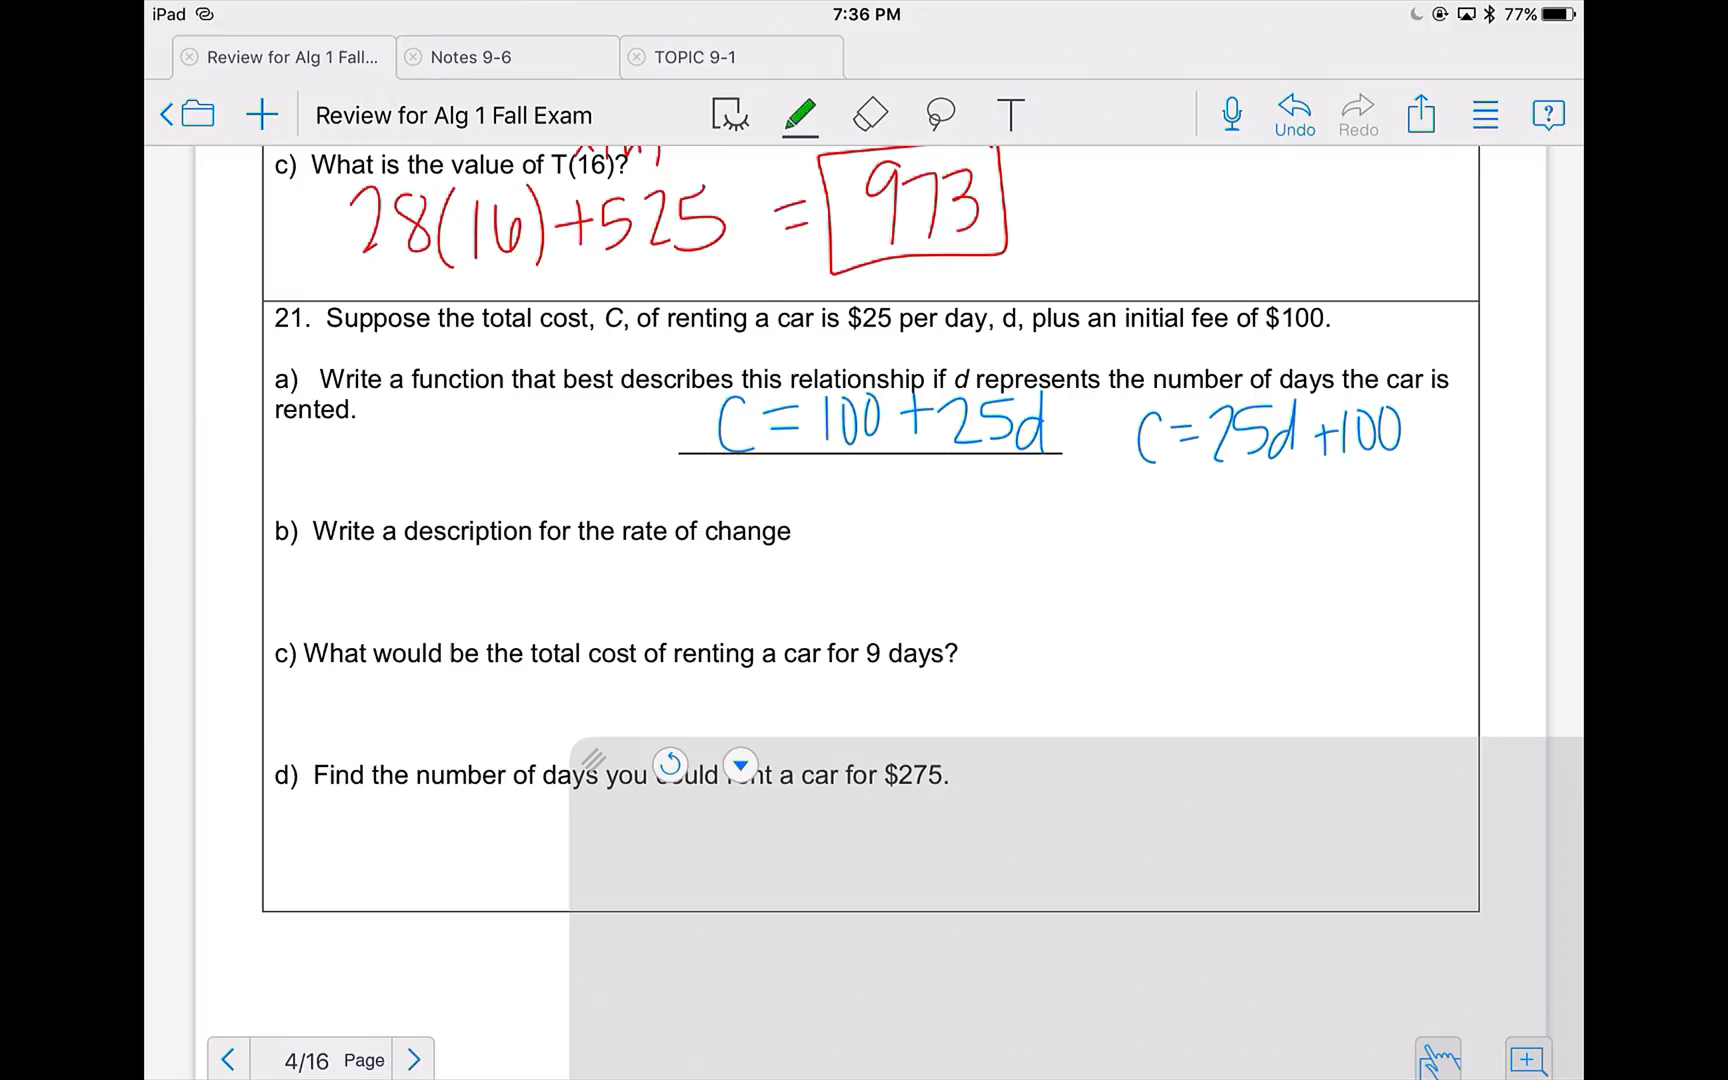 iPad 7:36 PM 77%
Review for Alg 1 Fall... Notes 9-6 TOPIC 9-1
Review for Alg 1 Fall Exam T Undo Redo ?
c) What is the value of T(16)?
28(16)+525 = 973
21. Suppose the total cost, C, of renting a car is $25 per day, d, plus an initial fee of $100.
a) Write a function that best describes this relationship if d represents the number of days the car is
rented.
C = 100 + 25d C = 25d + 100
b) Write a description for the rate of change
c) What would be the total cost of renting a car for 9 days?
d) Find the number of days you could rent a car for $275.
4/16 Page